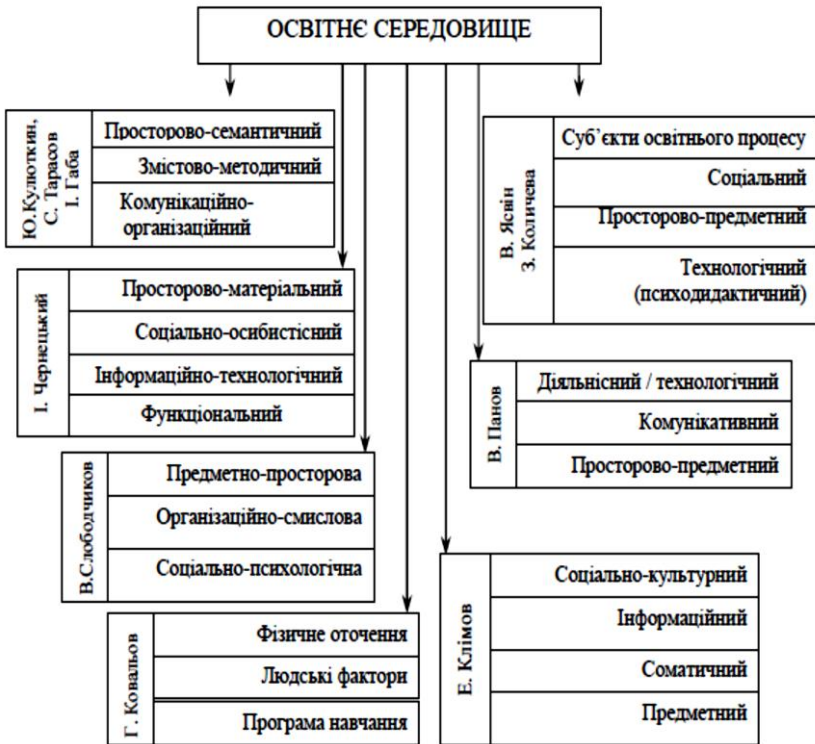 ОСВІТНЄ СЕРЕДОВИЩЕ
Ю.Кулюткин,
С. Тарасов
І. Габа
Просторово-семантичний
Змістово-методичний
Комунікаційно-
організаційний
В. Ясвін
З. Количева
Суб’єкти освітнього процесу
Соціальний
Просторово-предметний
Технологічний
(психодидактичний)
І. Чернецький
Просторово-матеріальний
Соціально-осибистісний
Інформаційно-технологічний
Функціональний
В. Панов
Діяльнісний / технологічний
Комунікативний
Просторово-предметний
В.Слободчиков
Предметно-просторова
Організаційно-смислова
Соціально-психологічна
Е. Клімов
Соціально-культурний
Інформаційний
Соматичний
Предметний
Г. Ковальов
Фізичне оточення
Людські фактори
Програма навчання